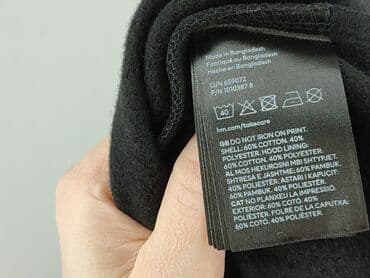 Made in Bangladesh
Fabriqué au Bangladesh
Hecho en Bangladesh
O/N 659072
P/N 1010387 8
40
hm.com/takecare
GB DO NOT IRON ON PRINT.
SHELL: 60% COTTON, 40%
POLYESTER. HOOD LINING:
60% COTTON, 40% POLYESTER.
AL MOS HEKUROSNI MBI SHTYPJET.
SHTRESA E JASHTME: 60% PAMBUK,
40% POLIESTER. ASTARI I KAPUÇIT:
60% PAMBUK, 40% POLIESTER.
CAT NO PLANXEU LA IMPRESSIÓ.
EXTERIOR: 60% COTÓ, 40%
POLIÈSTER. FOLRE DE LA CAPUTXA:
60% COTÓ, 40% POLIÈSTER.